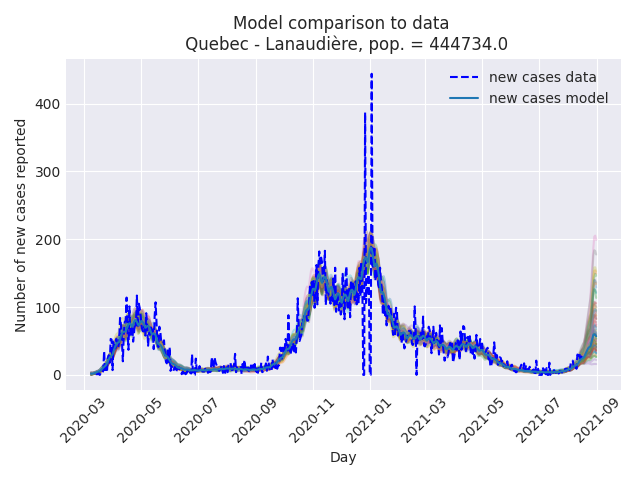 Model comparison to data
Quebec - Lanaudière, pop. = 444734.0
new cases data
new cases model
Number of new cases reported
400
300
200
100
0
2020-03
2020-05
2020-07
2020-09
2020-11
2021-01
2021-03
2021-05
2021-07
2021-09
Day